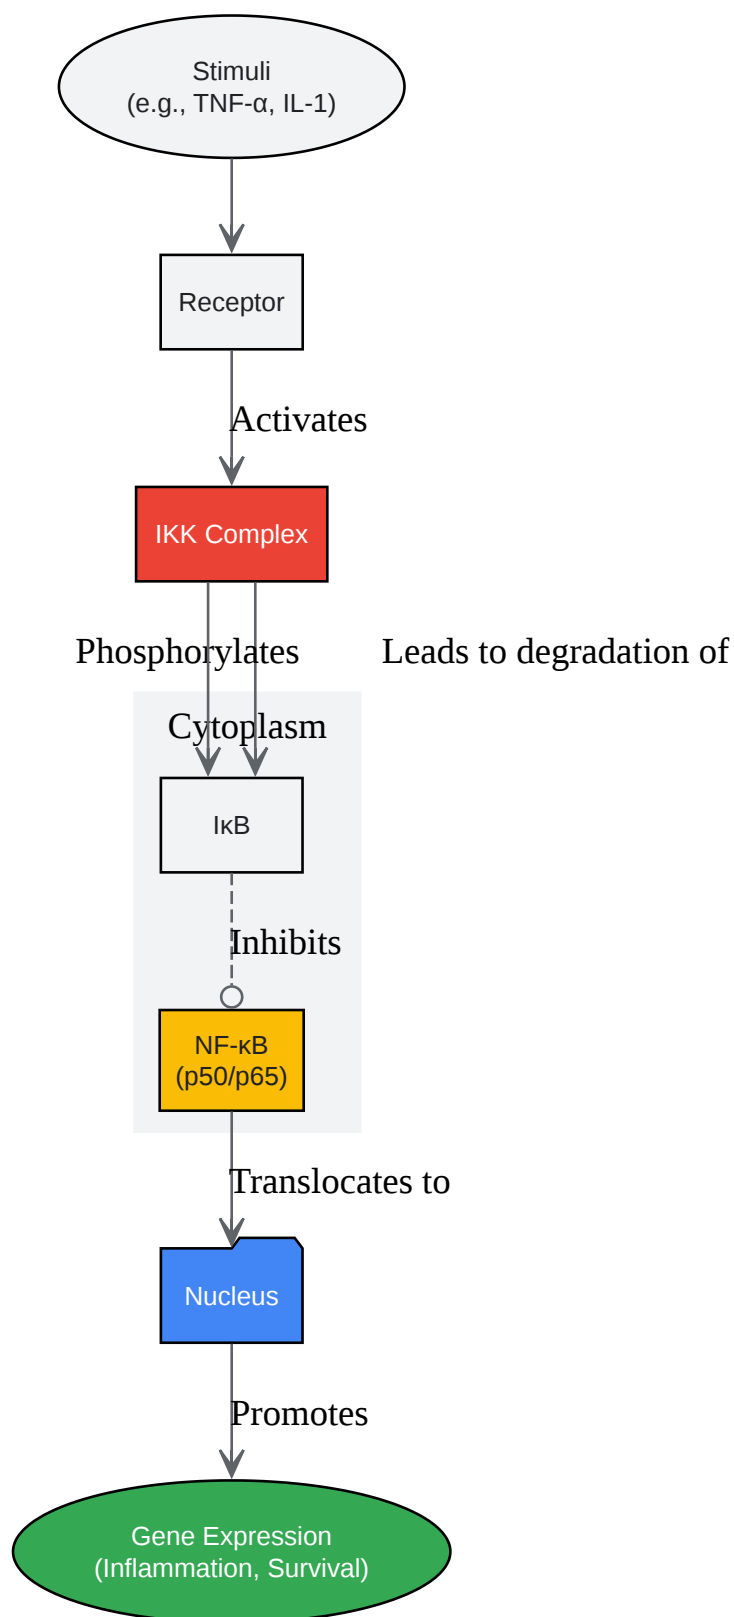 Stimuli
(e.g., TNF-α, IL-1)
Receptor
Activates
IKK Complex
Phosphorylates
Leads to degradation of
Cytoplasm
IκB
Inhibits
NF-κB
(p50/p65)
Translocates to
Nucleus
Promotes
Gene Expression
(Inflammation, Survival)